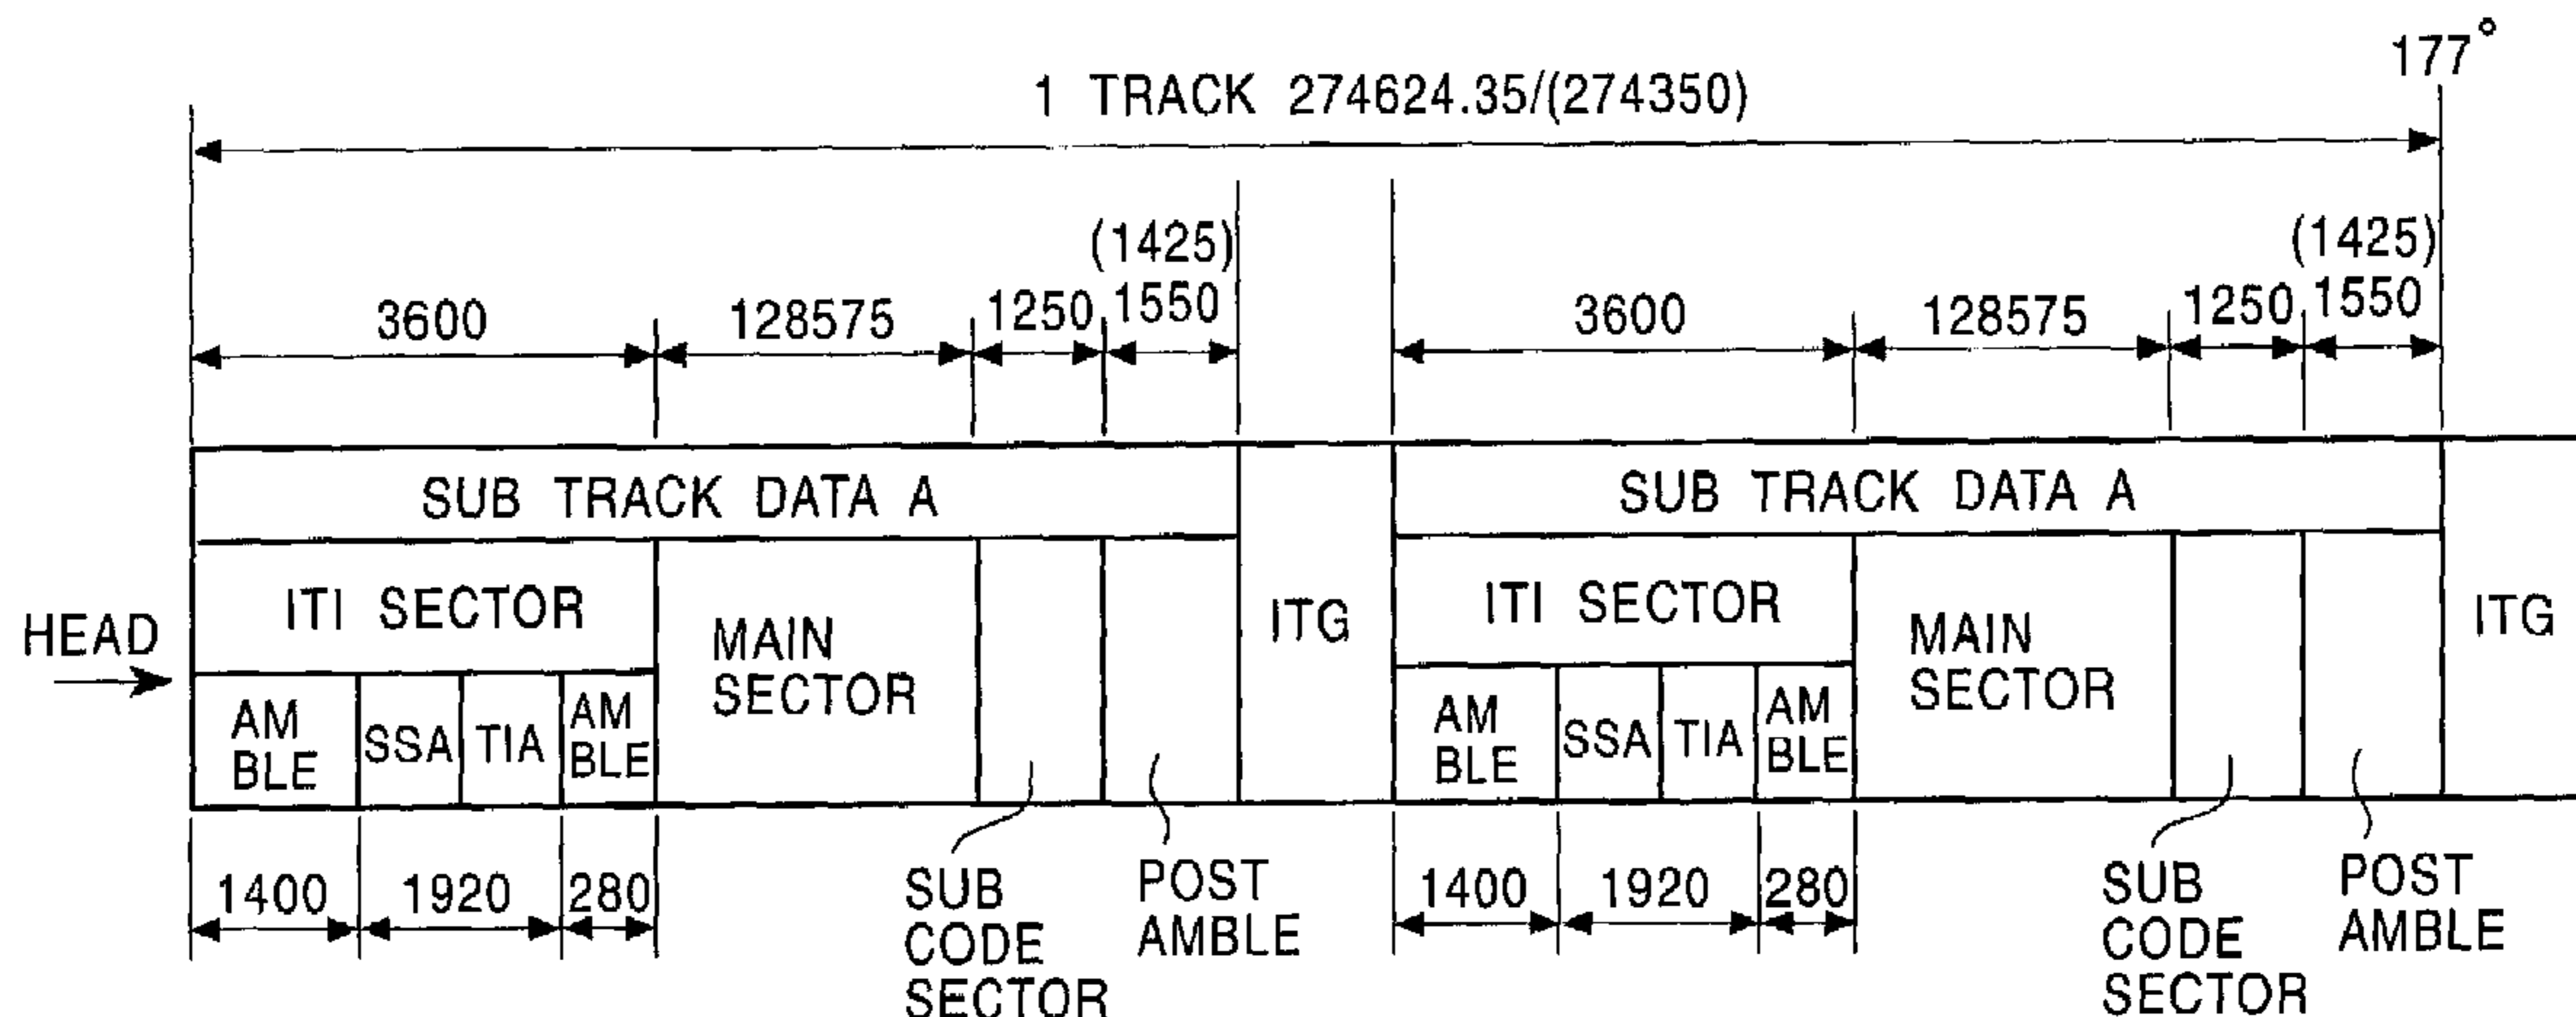 177°
1 TRACK 274624.35/(274350)
(1425)
(1425)
3600
128575
1250
1550
3600
128575
1250
1550
SUB TRACK DATA A
SUB TRACK DATA A
HEAD
ITI SECTOR
MAIN
SECTOR
ITG
ITI SECTOR
MAIN
SECTOR
ITG
AM
BLE
SSA
TIA
AM
BLE
AM
BLE
SSA
TIA
AM
BLE
1400
1920
280
SUB
CODE
SECTOR
POST
AMBLE
1400
1920
280
SUB
CODE
SECTOR
POST
AMBLE